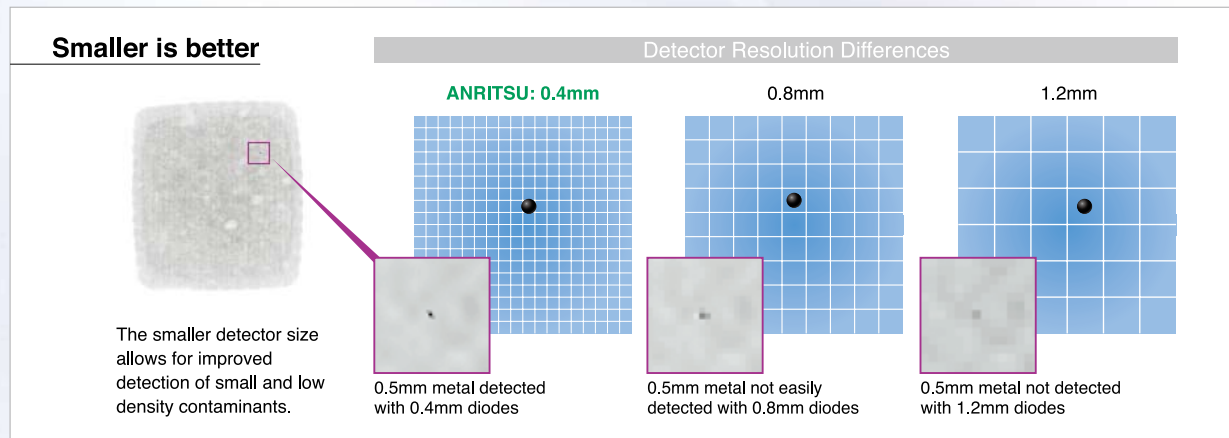 Smaller is better
Detector Resolution Differences
ANRITSU: 0.4mm
0.8mm
1.2mm
The smaller detector size
allows for improved
detection of small and low
density contaminants.
0.5mm metal detected
with 0.4mm diodes
0.5mm metal not easily
detected with 0.8mm diodes
0.5mm metal not detected
with 1.2mm diodes